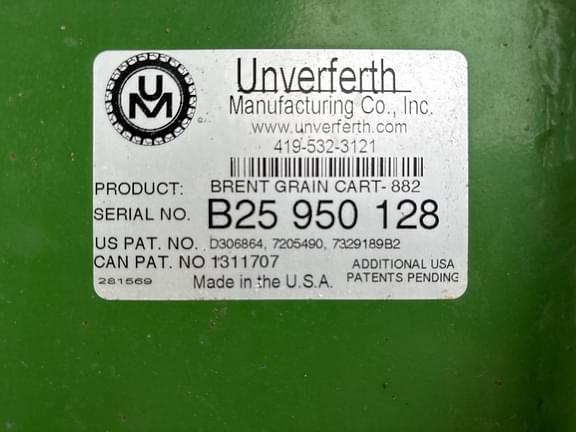 UM
Unverferth
Manufacturing Co., Inc.
www.unverferth.com
419-532-3121
PRODUCT: BRENT GRAIN CART- 882
SERIAL NO. B25 950 128
US PAT. NO. D306864, 7205490, 7329189B2
CAN PAT. NO 1311707
ADDITIONAL USA
PATENTS PENDING
281569 Made in the U.S.A.